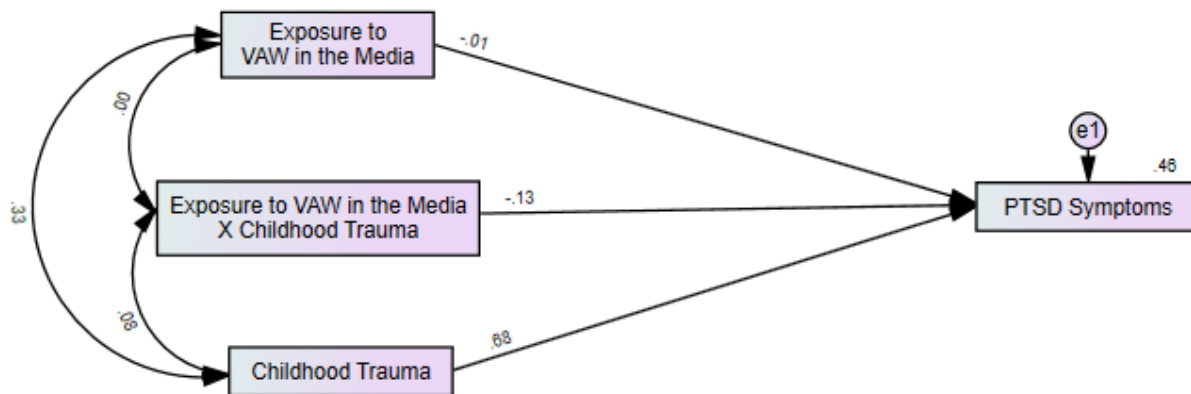 Exposure to
VAW in the Media
-.01
.00
e1
.46
.33
Exposure to VAW in the Media
X Childhood Trauma
-.13
PTSD Symptoms
.08
.68
Childhood Trauma